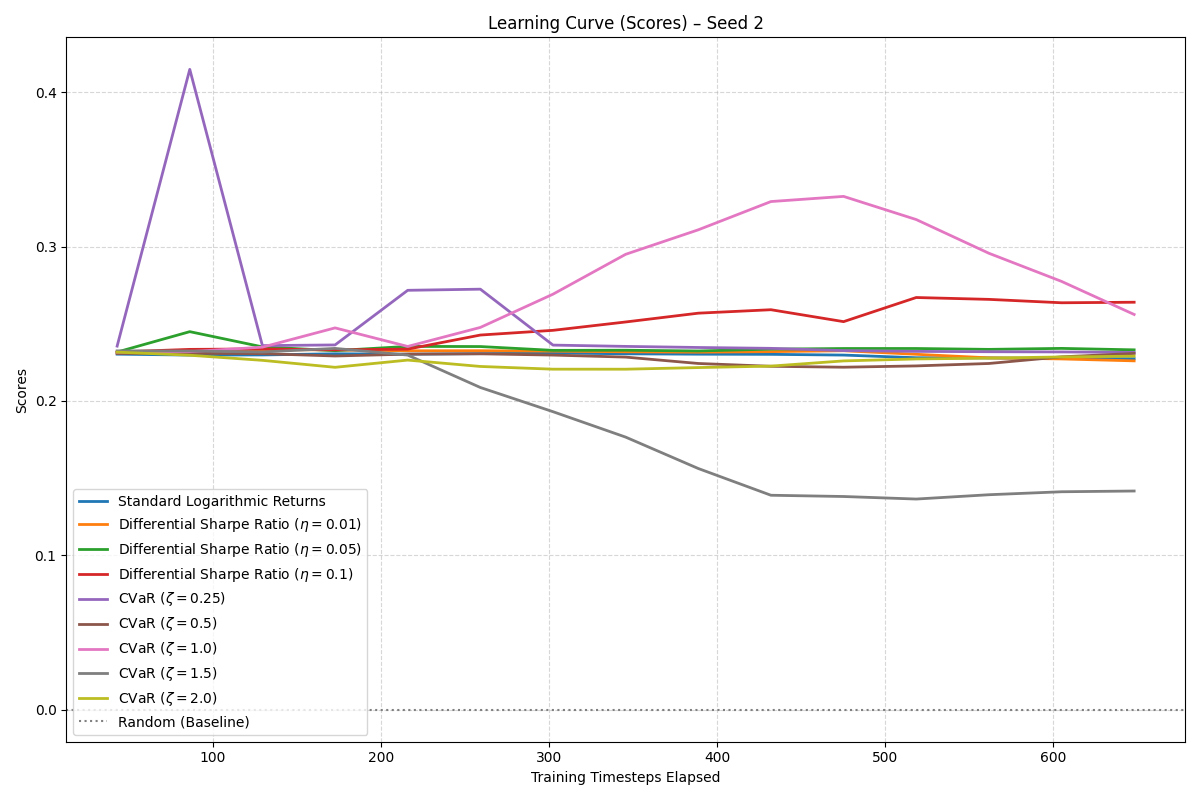 Learning Curve (Scores) – Seed 2
Scores
0.4
0.3
0.2
0.1
0.0
Standard Logarithmic Returns
Differential Sharpe Ratio (η = 0.01)
Differential Sharpe Ratio (η = 0.05)
Differential Sharpe Ratio (η = 0.1)
CVaR (ζ = 0.25)
CVaR (ζ = 0.5)
CVaR (ζ = 1.0)
CVaR (ζ = 1.5)
CVaR (ζ = 2.0)
Random (Baseline)
100 200 300 400 500 600
Training Timesteps Elapsed